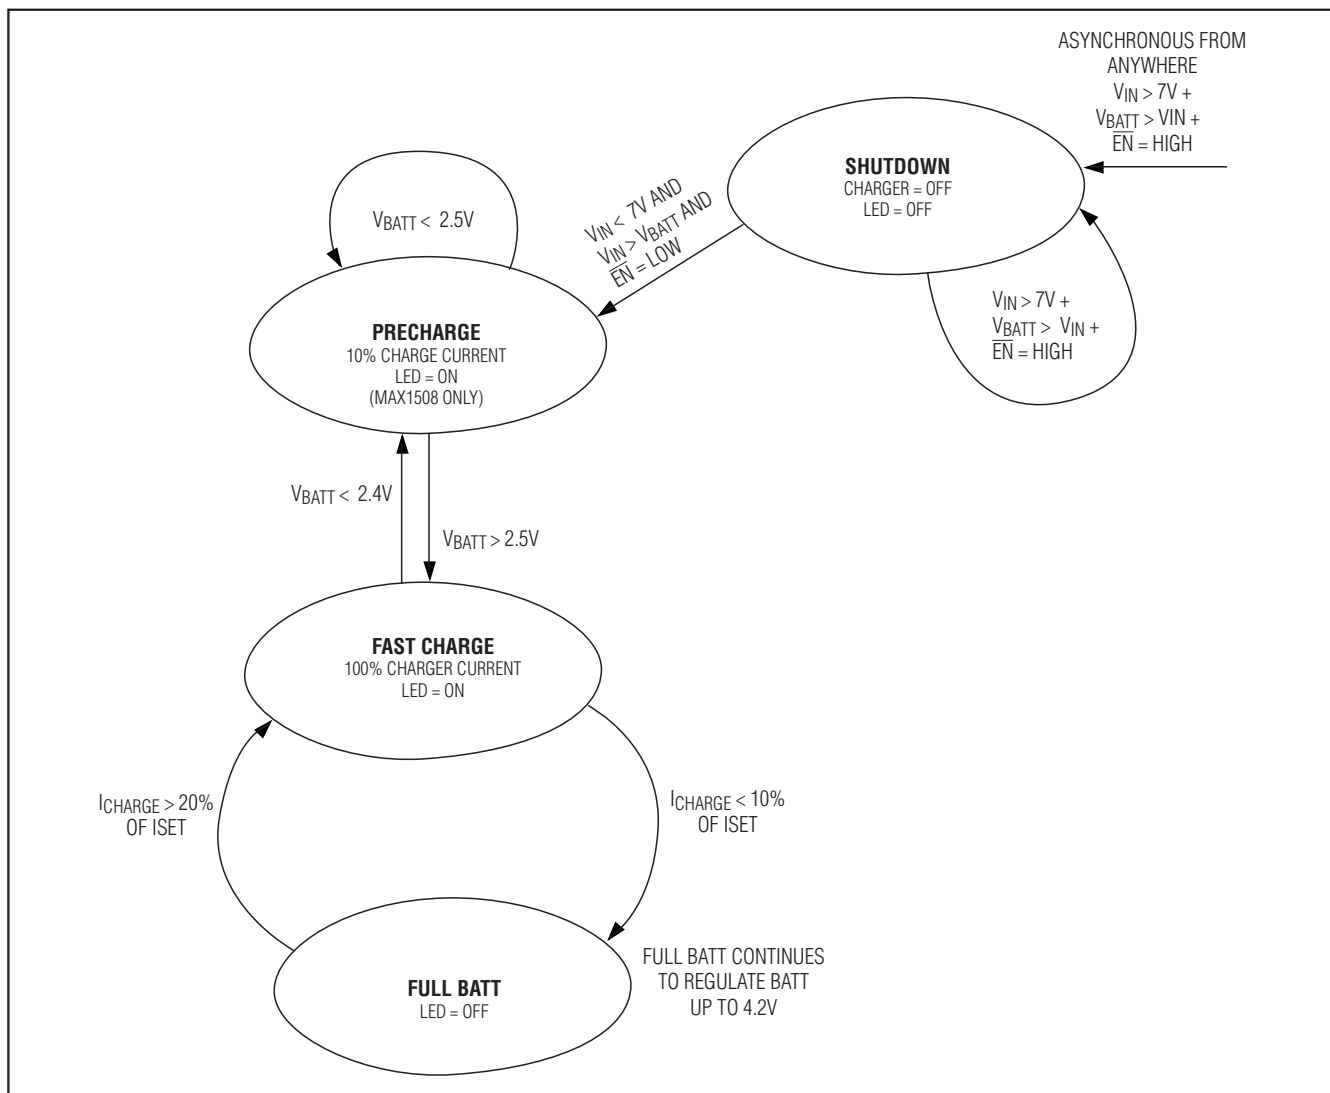 ASYNCHRONOUS FROM
ANYWHERE
VIN > 7V +
VBATT > VIN +
EN = HIGH
SHUTDOWN
CHARGER = OFF
LED = OFF
VIN < 7V AND
VIN > VBATT AND
EN = LOW
VIN > 7V +
VBATT > VIN +
EN = HIGH
VBATT < 2.5V
PRECHARGE
10% CHARGE CURRENT
LED = ON
(MAX1508 ONLY)
VBATT < 2.4V
VBATT > 2.5V
FAST CHARGE
100% CHARGER CURRENT
LED = ON
ICHARGE > 20%
OF ISET
ICHARGE < 10%
OF ISET
FULL BATT
LED = OFF
FULL BATT CONTINUES
TO REGULATE BATT
UP TO 4.2V